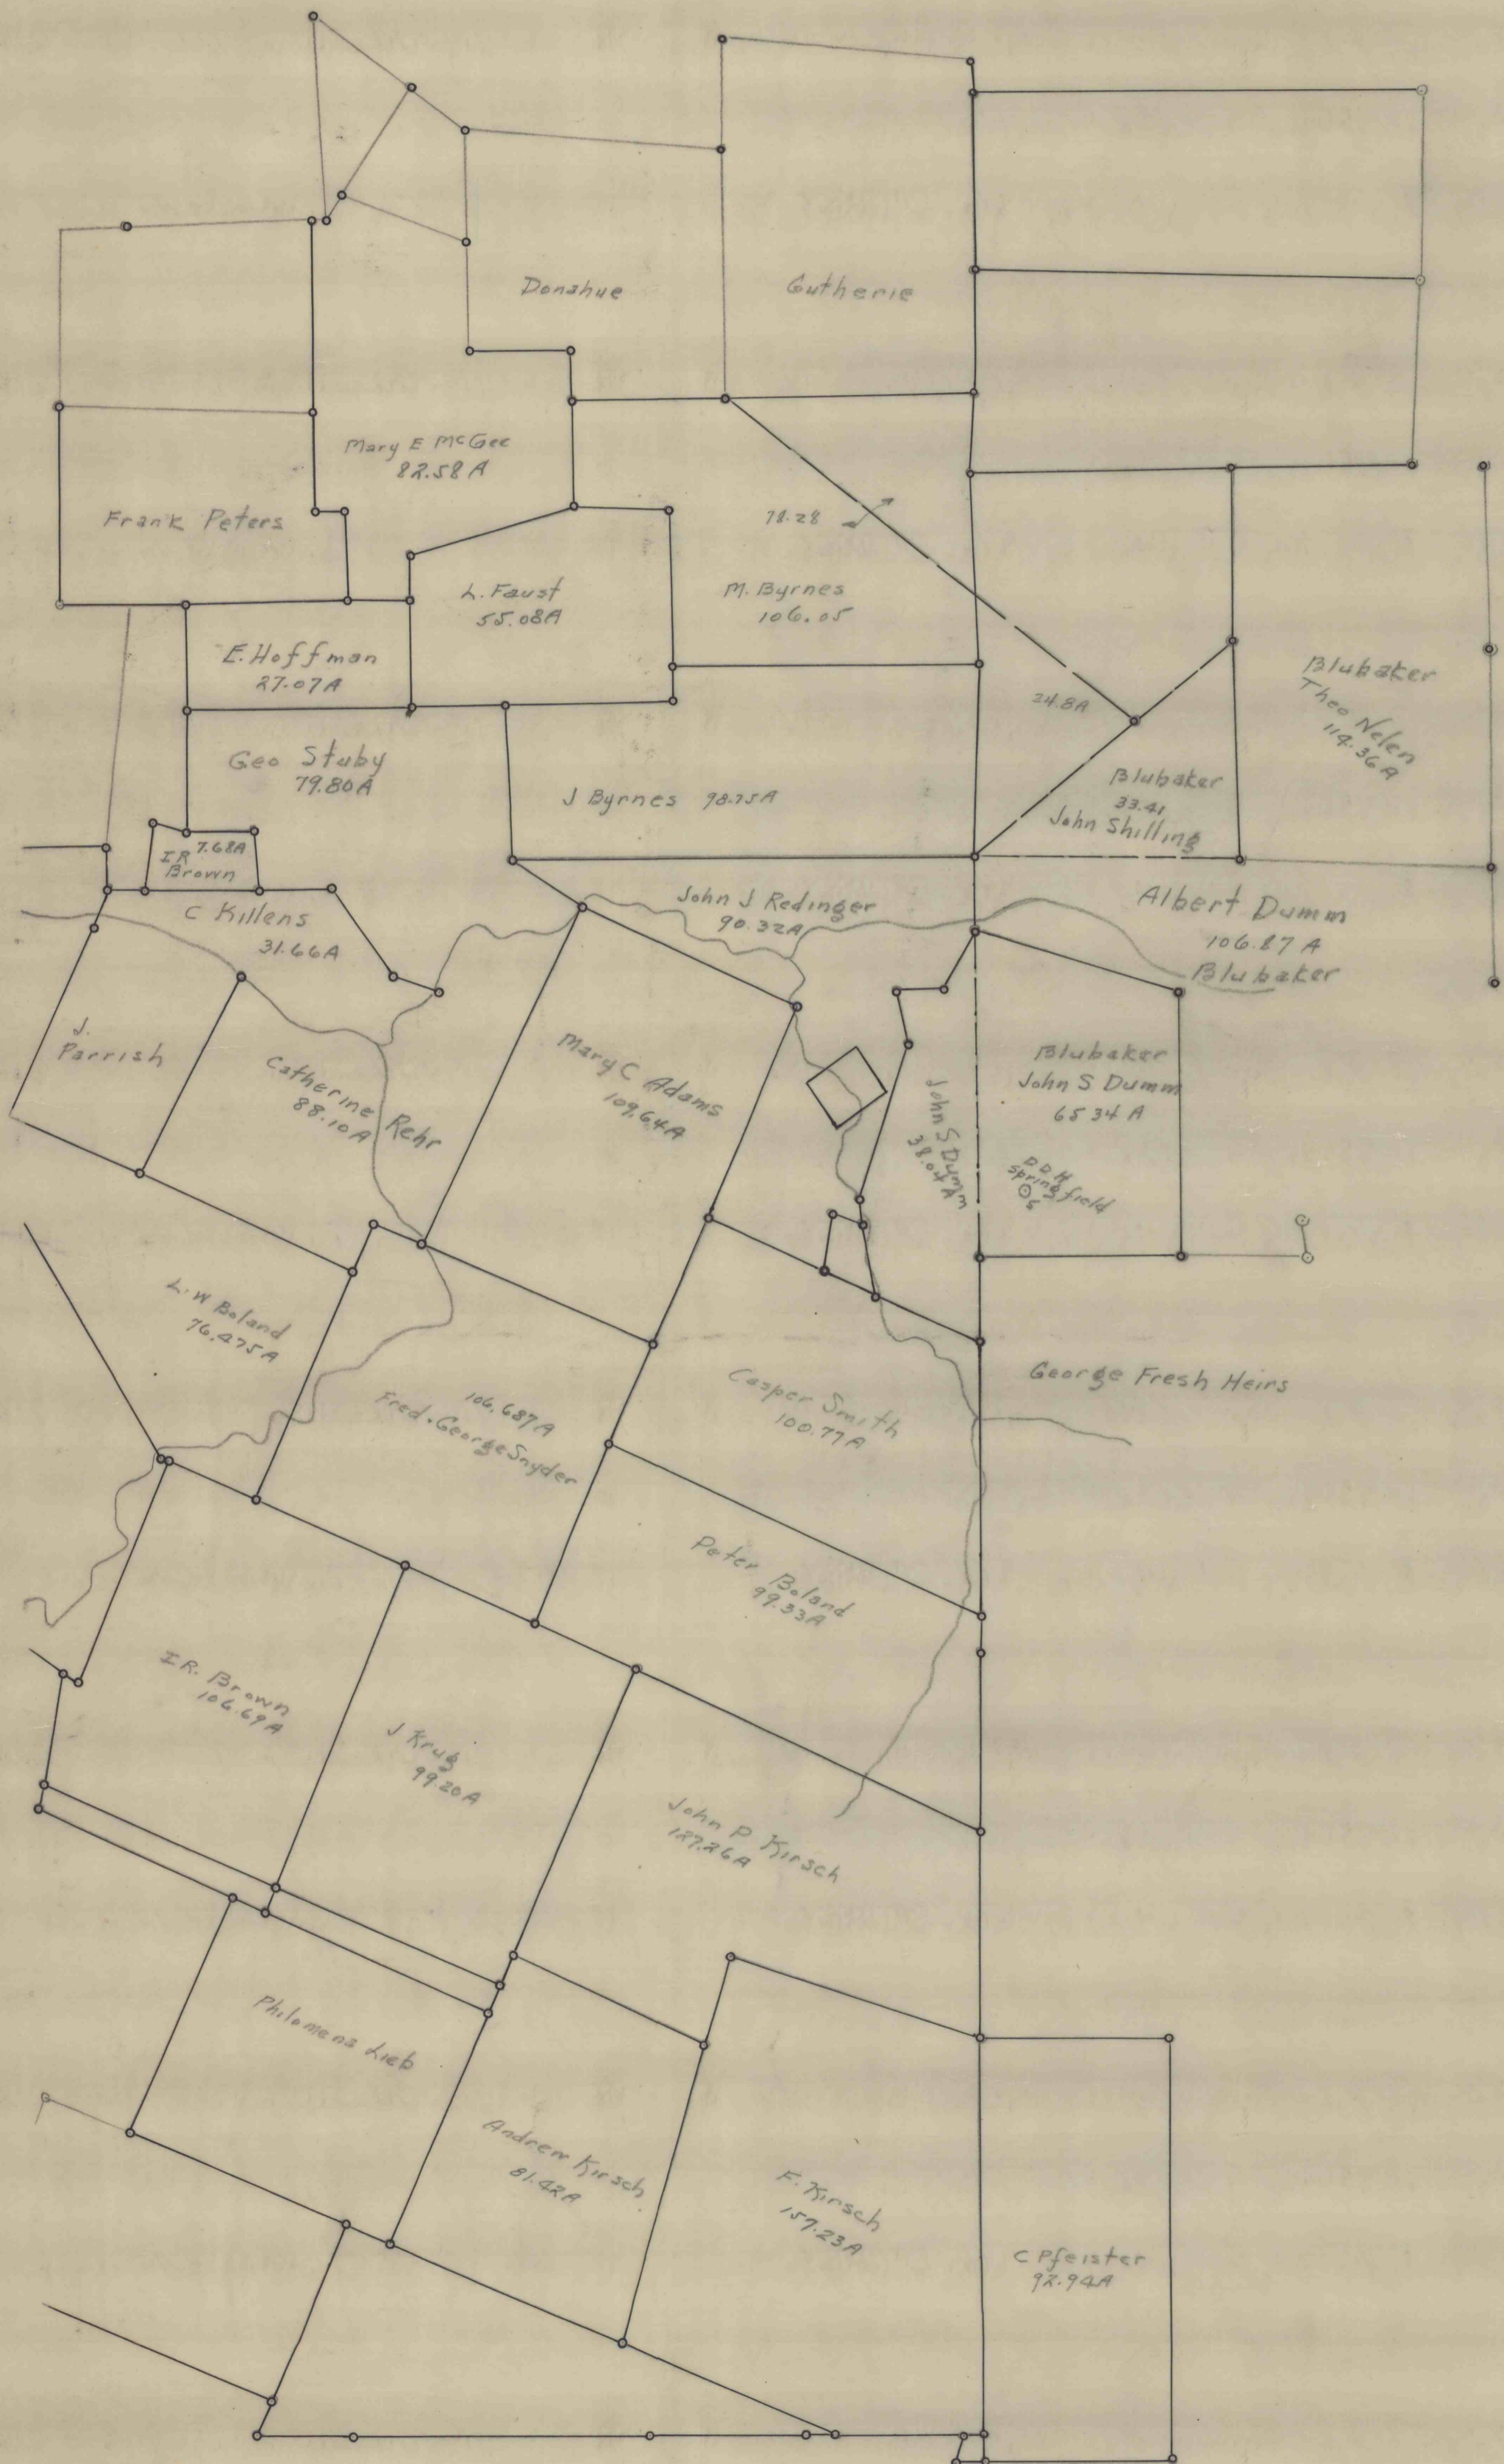 Donahue
Gutherie
Mary E McGee
82.58 A
Frank Peters
78.28
L. Faust
55.08A
M. Byrnes
106.05
E. Hoffman
27.07A
Blubaker
Theo Nelen
114.36A
24.8A
Geo Stuby
79.80A
J Byrnes 98.75A
Blubaker
33.41
John Shilling
7.68A
I R
Brown
C Killens
31.66A
John J Redinger
90.32A
Albert Dumm
106.87 A
Blubaker
J.
Parrish
Catherine Rehr
88.10A
Mary C Adams
109.64A
John S Dumm
38.04A
Blubaker
John S Dumm
65 34 A
D D H
Springfield
5
L. W Boland
76.475A
106.687A
Fred. George Snyder
Casper Smith
100.77A
George Fresh Heirs
Peter Boland
99.33A
I.R. Brown
106.69A
J Krug
99.20A
John P Kirsch
127.26A
Philomena Lieb
Andrew Kirsch
81.42A
F. Kirsch
157.23A
C Pfeister
92.94A